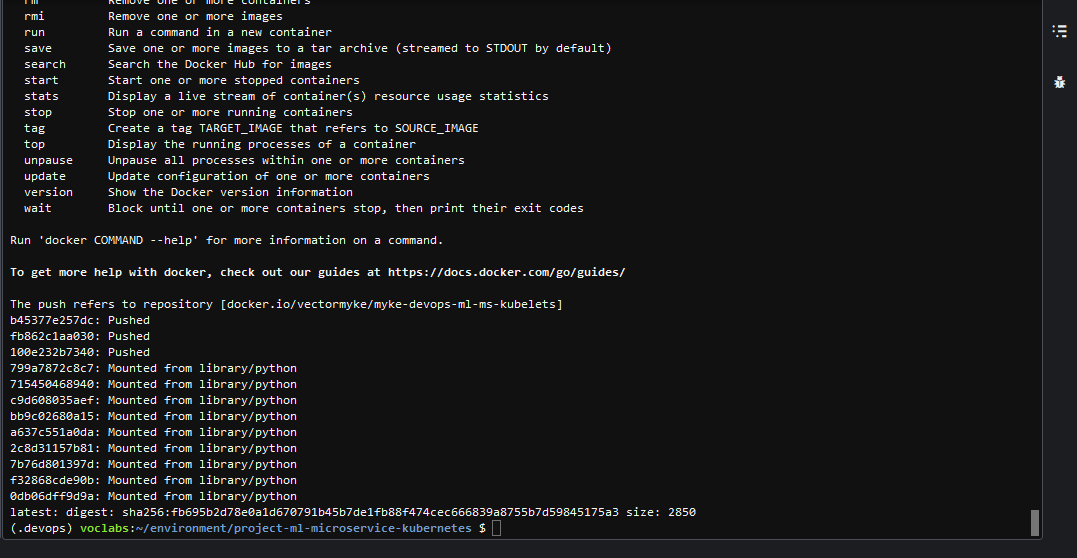 rm Remove one or more containers
rmi Remove one or more images
run Run a command in a new container
save Save one or more images to a tar archive (streamed to STDOUT by default)
search Search the Docker Hub for images
start Start one or more stopped containers
stats Display a live stream of container(s) resource usage statistics
stop Stop one or more running containers
tag Create a tag TARGET_IMAGE that refers to SOURCE_IMAGE
top Display the running processes of a container
unpause Unpause all processes within one or more containers
update Update configuration of one or more containers
version Show the Docker version information
wait Block until one or more containers stop, then print their exit codes
Run 'docker COMMAND --help' for more information on a command.
To get more help with docker, check out our guides at https://docs.docker.com/go/guides/
The push refers to repository [docker.io/vectormyke/myke-devops-ml-ms-kubelets]
b45377e257dc: Pushed
fb862c1aa030: Pushed
100e232b7340: Pushed
799a7872c8c7: Mounted from library/python
715450468940: Mounted from library/python
c9d608035aef: Mounted from library/python
bb9c02680a15: Mounted from library/python
a637c551a0da: Mounted from library/python
2c8d31157b81: Mounted from library/python
7b76d801397d: Mounted from library/python
f32868cde90b: Mounted from library/python
0db06dff9d9a: Mounted from library/python
latest: digest: sha256:fb695b2d78e0a1d670791b45b7de1fb88f474cec666839a8755b7d59845175a3 size: 2850
(.devops) voclabs:~/environment/project-ml-microservice-kubernetes $